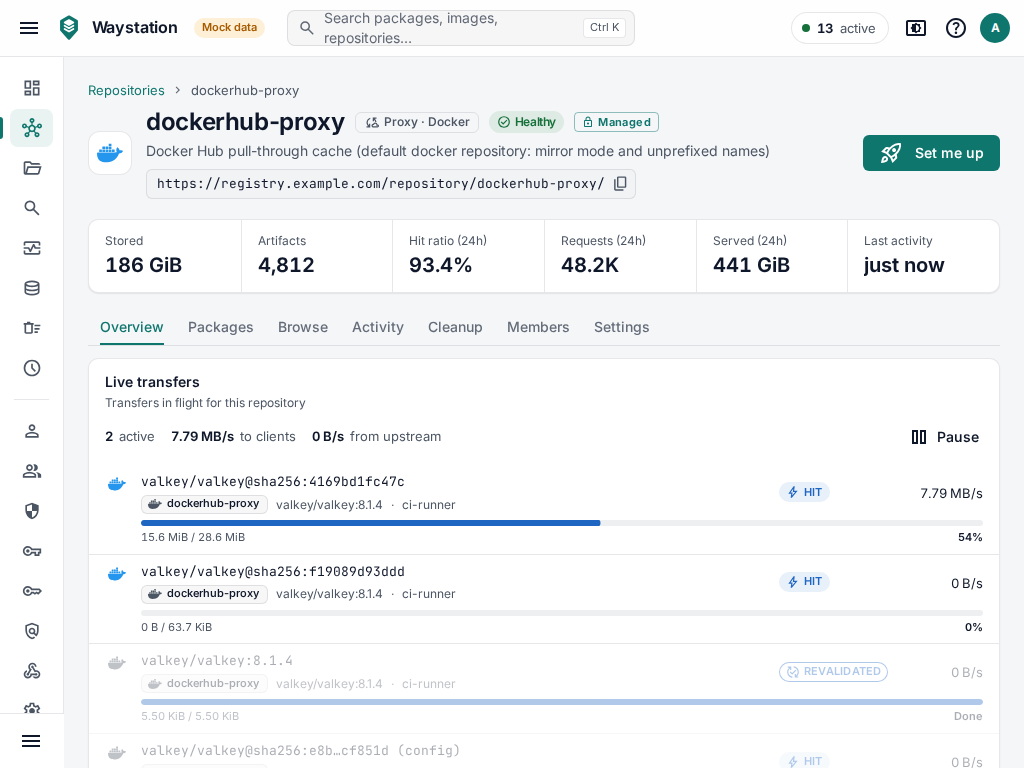 Waystation
Mock data
Search packages, images, repositories...
Ctrl K
13 active
A
Repositories > dockerhub-proxy
dockerhub-proxy
Proxy · Docker
Healthy
Managed
Docker Hub pull-through cache (default docker repository: mirror mode and unprefixed names)
https://registry.example.com/repository/dockerhub-proxy/
Set me up
Stored
186 GiB
Artifacts
4,812
Hit ratio (24h)
93.4%
Requests (24h)
48.2K
Served (24h)
441 GiB
Last activity
just now
Overview
Packages
Browse
Activity
Cleanup
Members
Settings
Live transfers
Transfers in flight for this repository
2 active 7.79 MB/s to clients 0 B/s from upstream
Pause
valkey/valkey@sha256:4169bd1fc47c
dockerhub-proxy valkey/valkey:8.1.4 · ci-runner
HIT
7.79 MB/s
15.6 MiB / 28.6 MiB
54%
valkey/valkey@sha256:f19089d93ddd
dockerhub-proxy valkey/valkey:8.1.4 · ci-runner
HIT
0 B/s
0 B / 63.7 KiB
0%
valkey/valkey:8.1.4
dockerhub-proxy valkey/valkey:8.1.4 · ci-runner
REVALIDATED
0 B/s
5.50 KiB / 5.50 KiB
Done
valkey/valkey@sha256:e8b…cf851d (config)
HIT
0 B/s